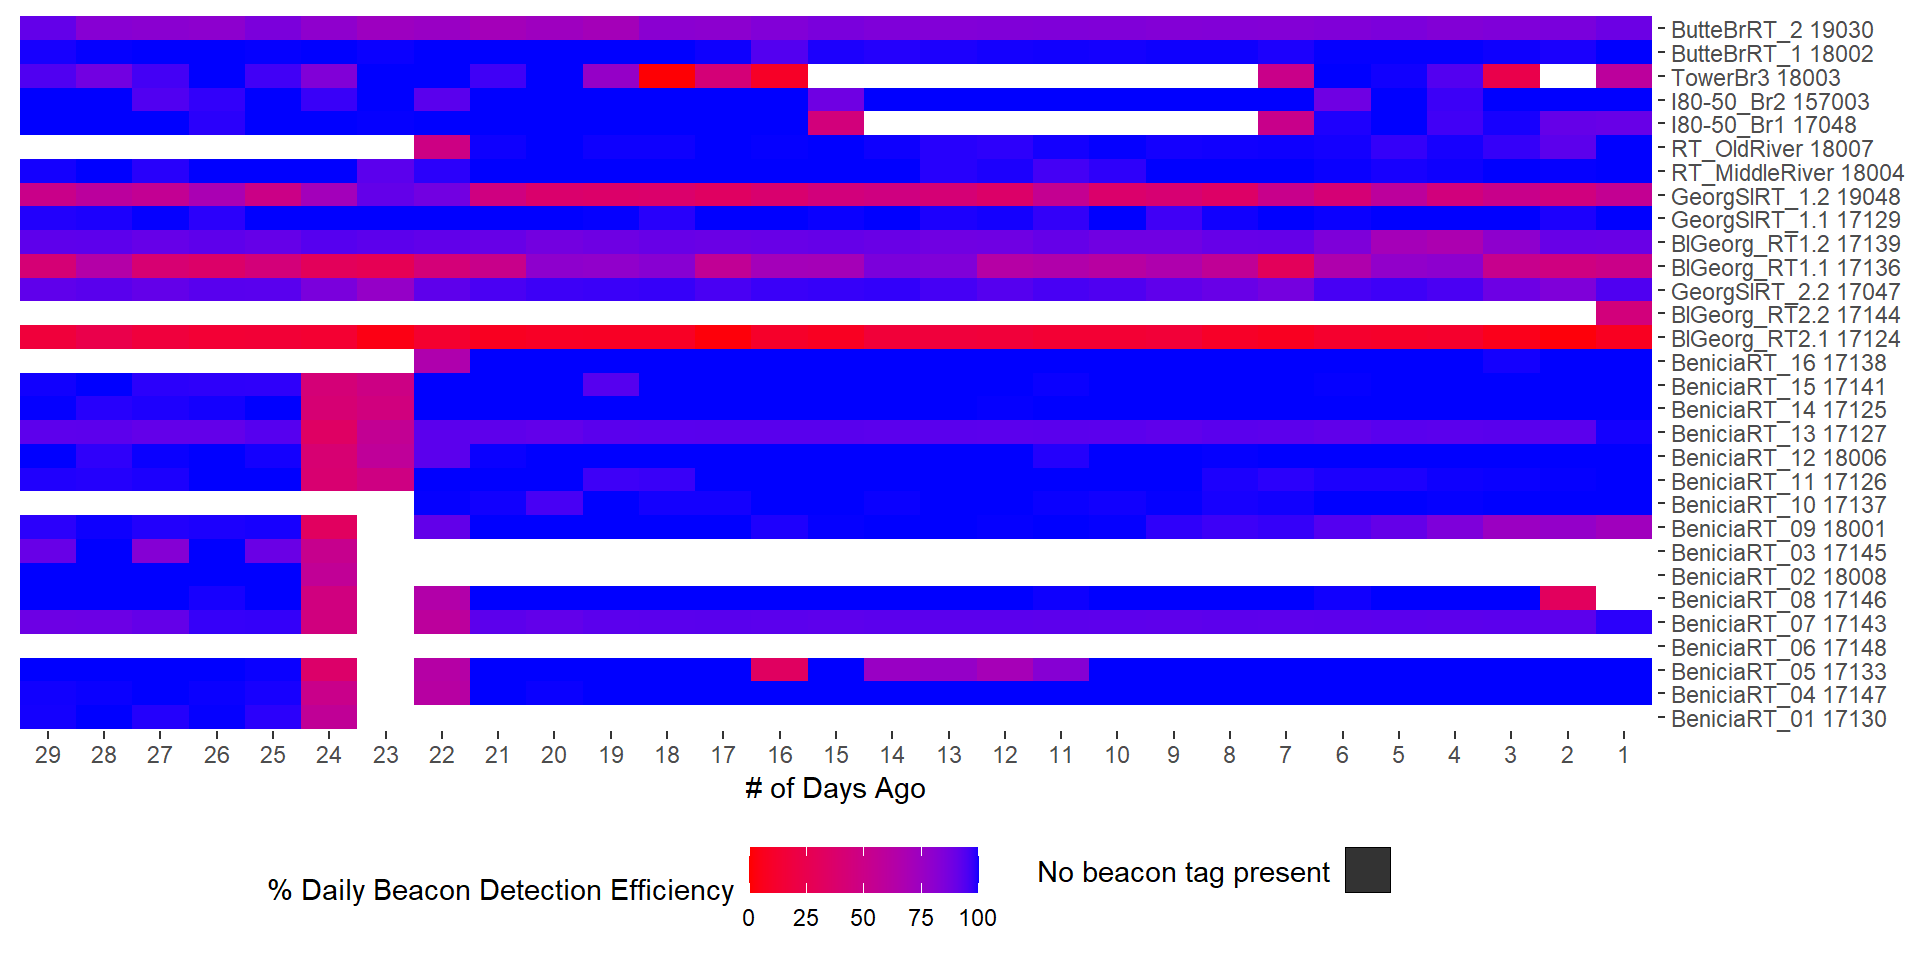 ButteBrRT_2 19030
ButteBrRT_1 18002
TowerBr3 18003
I80-50_Br2 157003
I80-50_Br1 17048
RT_OldRiver 18007
RT_MiddleRiver 18004
GeorgSlRT_1.2 19048
GeorgSlRT_1.1 17129
BlGeorg_RT1.2 17139
BlGeorg_RT1.1 17136
GeorgSlRT_2.2 17047
BlGeorg_RT2.2 17144
BlGeorg_RT2.1 17124
BeniciaRT_16 17138
BeniciaRT_15 17141
BeniciaRT_14 17125
BeniciaRT_13 17127
BeniciaRT_12 18006
BeniciaRT_11 17126
BeniciaRT_10 17137
BeniciaRT_09 18001
BeniciaRT_03 17145
BeniciaRT_02 18008
BeniciaRT_08 17146
BeniciaRT_07 17143
BeniciaRT_06 17148
BeniciaRT_05 17133
BeniciaRT_04 17147
BeniciaRT_01 17130
29 28 27 26 25 24 23 22 21 20 19 18 17 16 15 14 13 12 11 10 9 8 7 6 5 4 3 2 1
# of Days Ago
% Daily Beacon Detection Efficiency
0 25 50 75 100
No beacon tag present